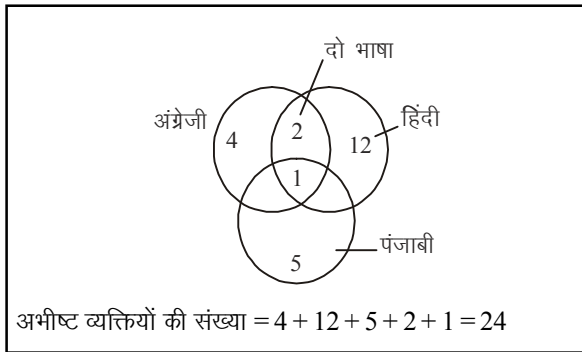 दो भाषा
अंग्रेजी
हिंदी
4
2
12
1
पंजाबी
5
अभीष्ट व्यक्तियों की संख्या = 4 + 12 + 5 + 2 + 1 = 24